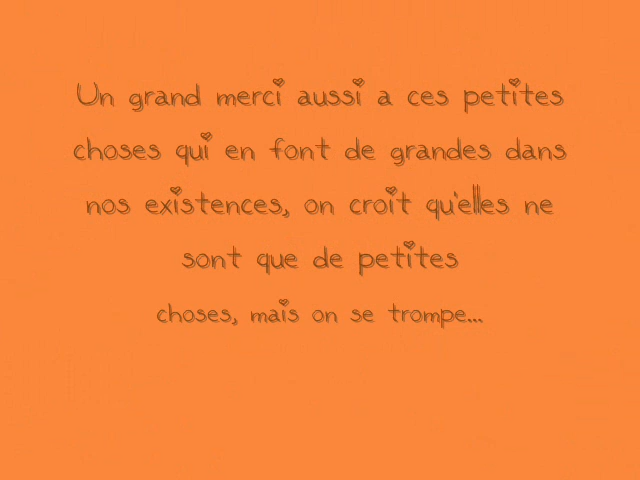 Un grand merci aussi a ces petites
choses qui en font de grandes dans
nos existences, on croit qu'elles ne
sont que de petites
choses, mais on se trompe...